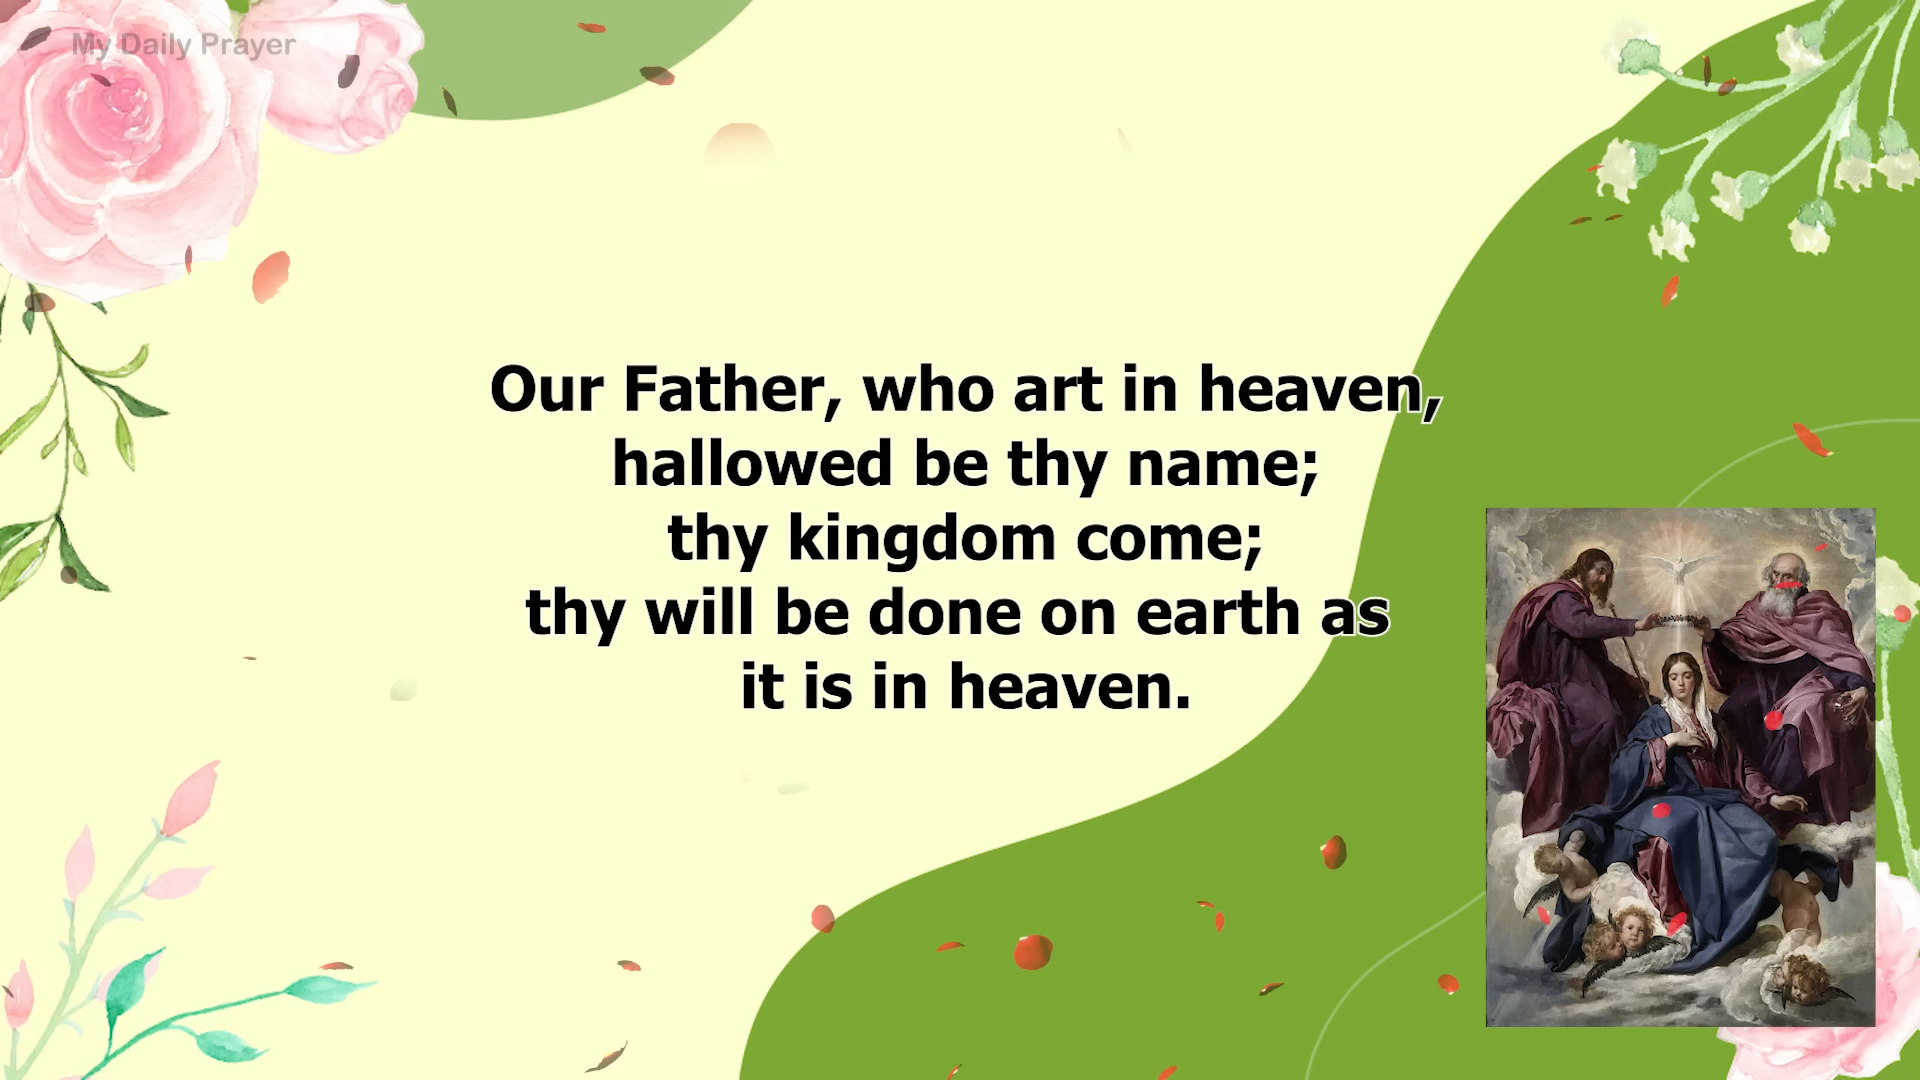 My Daily Prayer
Our Father, who art in heaven,
hallowed be thy name;
thy kingdom come;
thy will be done on earth as
it is in heaven.